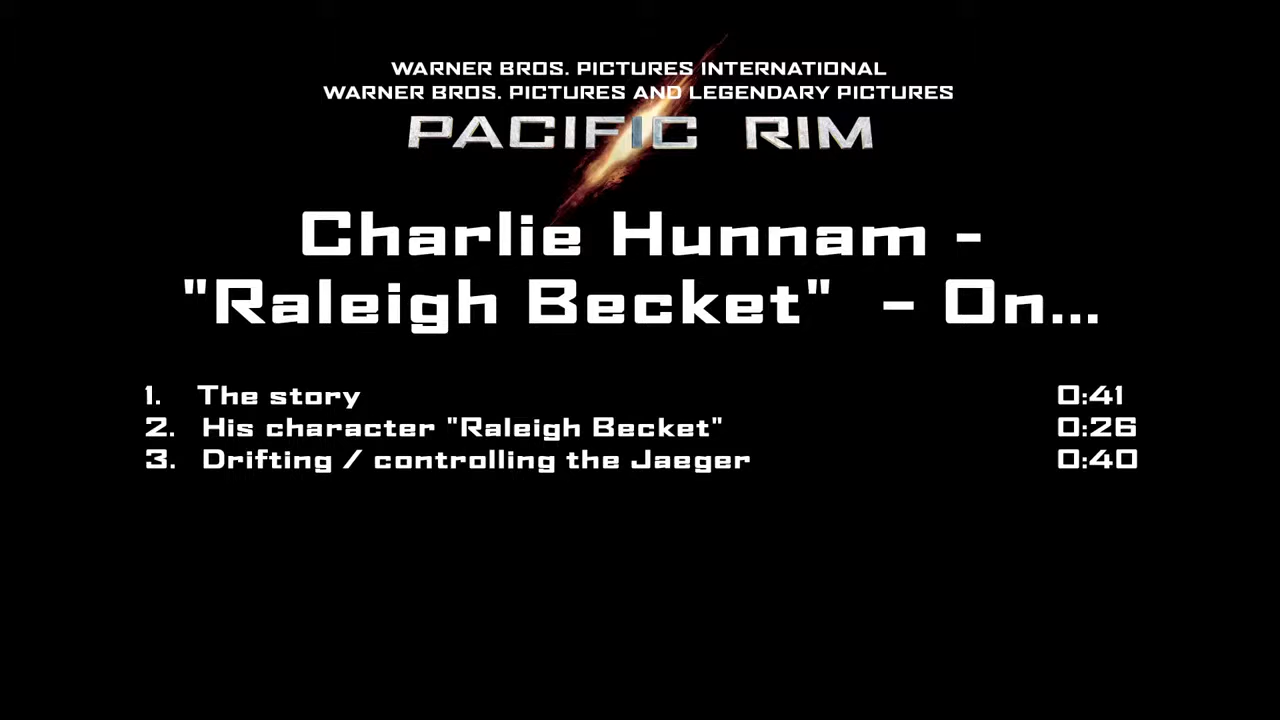 WARNER BROS. PICTURES INTERNATIONAL
WARNER BROS. PICTURES AND LEGENDARY PICTURES
PACIFIC RIM
Charlie Hunnam -
"Raleigh Becket" - On...
1. The story 0:41
2. His character "Raleigh Becket" 0:26
3. Drifting / controlling the Jaeger 0:40